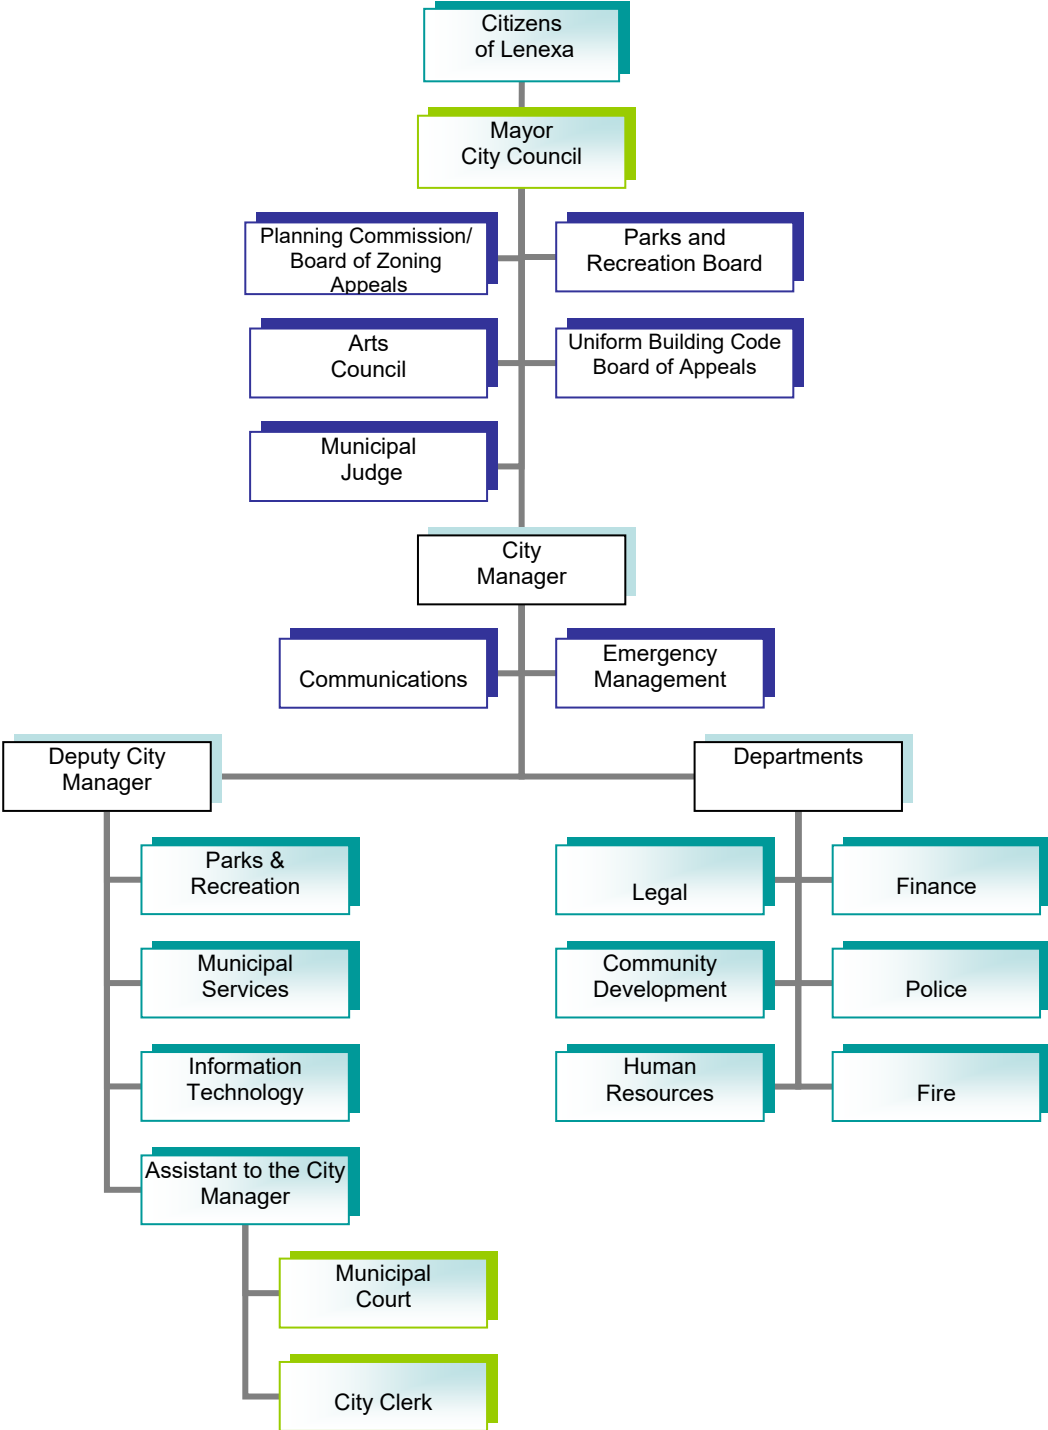 Citizens
of Lenexa
Mayor
City Council
Planning Commission/
Board of Zoning
Appeals
Parks and
Recreation Board
Arts
Council
Uniform Building Code
Board of Appeals
Municipal
Judge
City
Manager
Communications
Emergency
Management
Deputy City
Manager
Departments
Parks &
Recreation
Legal
Finance
Municipal
Services
Community
Development
Police
Information
Technology
Human
Resources
Fire
Assistant to the City
Manager
Municipal
Court
City Clerk